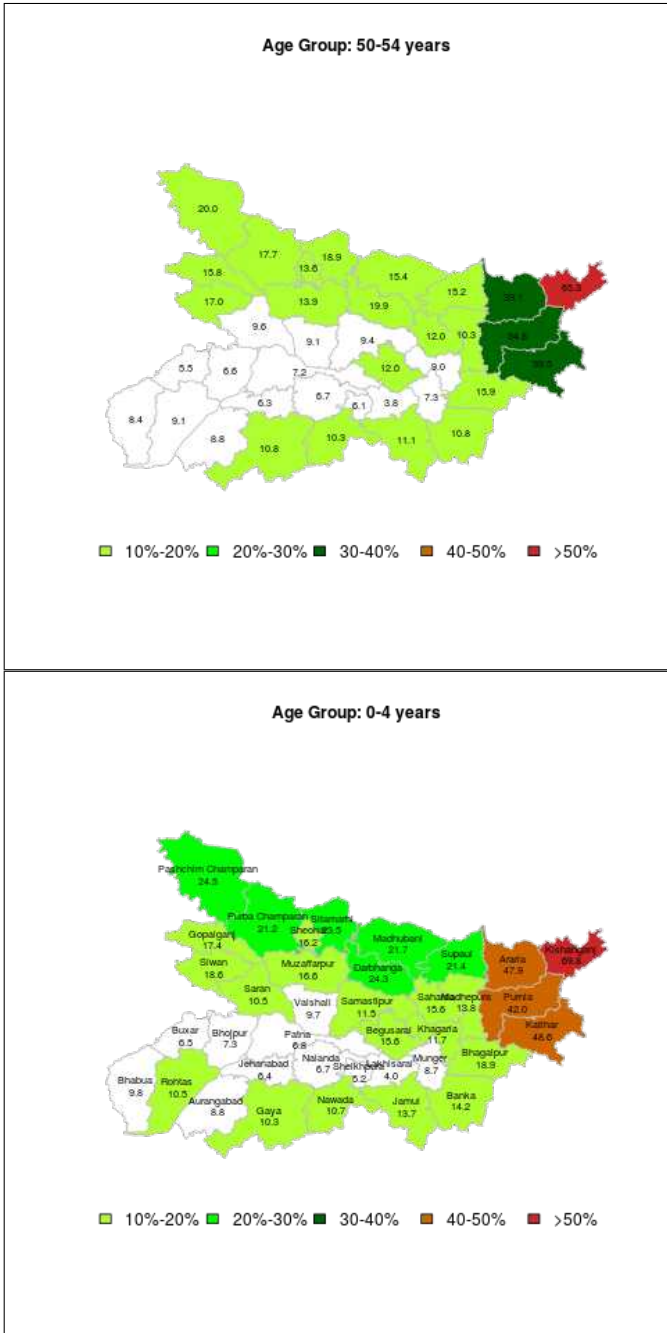 Age Group: 50-54 years
20.0
17.7
18.9
13.6
15.8
15.4
15.2
65.3
17.0
13.9
19.9
9.6
9.1
9.4
12.0
10.3
5.5
6.6
7.2
12.6
9.0
6.3
6.7
6.1
3.8
7.3
15.9
8.4
9.1
8.8
10.8
10.3
11.1
10.8
10%-20% 20%-30% 30-40% 40-50% >50%
Age Group: 0-4 years
Pashchim Champaran
24.5
Purba Champaran
21.2
Sitamarhi
Sheohar
16.2
Gopalganj
17.4
Madhubani
21.7
Supaul
21.4
Araria
47.9
Kishanganj
Siwan
18.6
Muzaffarpur
16.6
Darbhanga
24.3
Saran
10.5
Vaishali
9.7
Samastipur
11.5
Saharsa
15.6
Madhepura
13.8
Purnia
42.0
Katihar
Buxar
6.5
Bhojpur
7.3
Patna
6.8
Begusarai
15.6
Khagaria
11.7
Jehanabad
6.4
Nalanda
6.7
Sheikhpura
5.2
Lakhisarai
4.0
Munger
8.7
Bhagalpur
18.9
Bhabua
9.8
Rohtas
10.5
Aurangabad
8.8
Gaya
10.3
Nawada
10.7
Jamui
13.7
Banka
14.2
10%-20% 20%-30% 30-40% 40-50% >50%